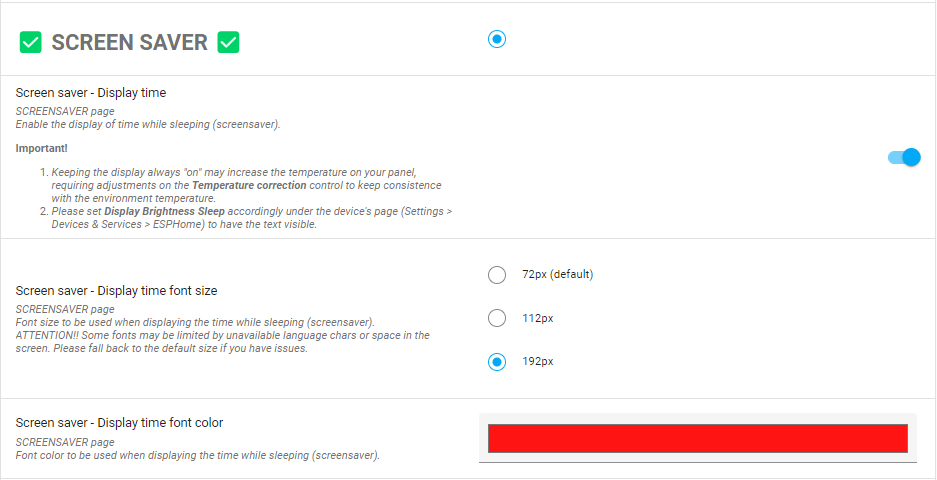 ✅ SCREEN SAVER ✅
Screen saver - Display time
SCREENSAVER page
Enable the display of time while sleeping (screensaver).
Important!
1. Keeping the display always "on" may increase the temperature on your panel,
requiring adjustments on the Temperature correction control to keep consistence
with the environment temperature.
2. Please set Display Brightness Sleep accordingly under the device's page (Settings >
Devices & Services > ESPHome) to have the text visible.
72px (default)
Screen saver - Display time font size
SCREENSAVER page
112px
Font size to be used when displaying the time while sleeping (screensaver).
ATTENTION!! Some fonts may be limited by unavailable language chars or space in the
screen. Please fall back to the default size if you have issues.
192px
Screen saver - Display time font color
SCREENSAVER page
Font color to be used when displaying the time while sleeping (screensaver).